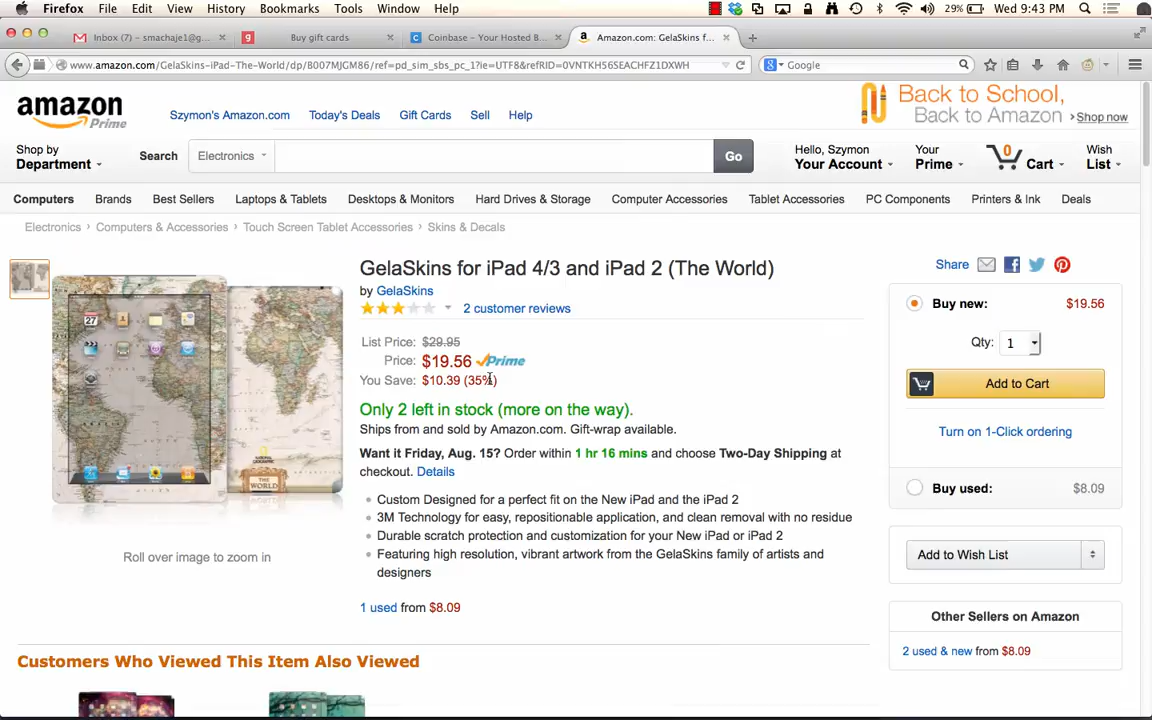 Firefox File Edit View History Bookmarks Tools Window Help 29% Wed 9:43 PM
Inbox (7) – smachaje1@g... Buy gift cards Coinbase – Your Hosted B... Amazon.com: GelaSkins f...
www.amazon.com/GelaSkins-iPad-The-World/dp/B007MJGM86/ref=pd_sim_sbs_pc_1?ie=UTF8&refRID=0VNTKH56SEACHFZ1DXWH Google
amazon Prime
Szymon's Amazon.com Today's Deals Gift Cards Sell Help
Back to School,
Back to Amazon > Shop now
Shop by
Department
Search Electronics Go
Hello, Szymon
Your Account
Your
Prime
0
Cart
Wish
List
Computers Brands Best Sellers Laptops & Tablets Desktops & Monitors Hard Drives & Storage Computer Accessories Tablet Accessories PC Components Printers & Ink Deals
Electronics › Computers & Accessories › Touch Screen Tablet Accessories › Skins & Decals
GelaSkins for iPad 4/3 and iPad 2 (The World)
by GelaSkins
2 customer reviews
List Price: $29.95
Price: $19.56 Prime
You Save: $10.39 (35%)
Only 2 left in stock (more on the way).
Ships from and sold by Amazon.com. Gift-wrap available.
Want it Friday, Aug. 15? Order within 1 hr 16 mins and choose Two-Day Shipping at
checkout. Details
• Custom Designed for a perfect fit on the New iPad and the iPad 2
• 3M Technology for easy, repositionable application, and clean removal with no residue
• Durable scratch protection and customization for your New iPad or iPad 2
• Featuring high resolution, vibrant artwork from the GelaSkins family of artists and
designers
1 used from $8.09
27
THE
WORLD
Roll over image to zoom in
Share
Buy new: $19.56
Qty: 1
Add to Cart
Turn on 1-Click ordering
Buy used: $8.09
Add to Wish List
Other Sellers on Amazon
2 used & new from $8.09
Customers Who Viewed This Item Also Viewed